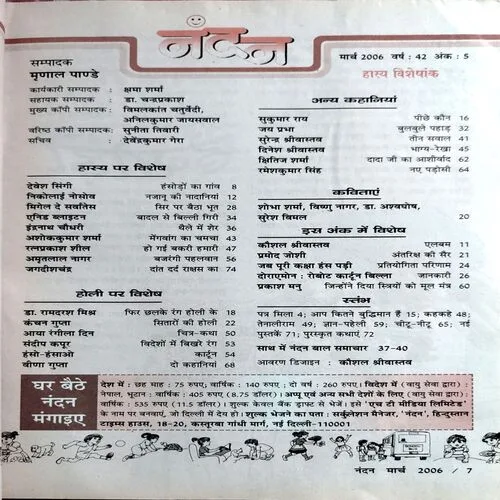 नंदन
मार्च 2006 वर्ष : 42 अंक : 5
हास्य विशेषांक
सम्पादक
मृणाल पाण्डे
कार्यकारी सम्पादक : क्षमा शर्मा
सहायक सम्पादक : डा. चन्द्रप्रकाश
मुख्य कॉपी सम्पादक : विमलकांत चतुर्वेदी,
अनिलकुमार जायसवाल
वरिष्ठ कॉपी सम्पादक : सुनीता तिवारी
सचिव : देवेंद्रकुमार गेरा
हास्य पर विशेष
देवेश सिंगी हंसोड़ों का गांव 8
निकोलाई नोसोव नजानू की नादानियां 12
मिगेल दे सर्वांतेस सिर पर बैठा भूत 28
एनिड ब्लाइटन बादल से बिल्ली गिरी 34
इंद्रनाथ चौधरी थैले में शेर 36
अशोककुमार शर्मा मेंगवांग का चमचा 43
रत्नप्रकाश शील हो गई बकरी हमारी 47
अमृतलाल नागर बजरंगी पहलवान 56
जगदीशचंद्र दांत दर्द राक्षस का 74
होली पर विशेष
डा. रामदरश मिश्र फिर छलके रंग होली के 18
कंचन गुप्ता सितारों की होली 22
आया रंगीला दिन चित्र-कथा 50
संदीप कपूर विदेशों में बिखरे रंग 53
हंसो-हंसाओ कार्टून 54
वीणा गुप्ता दो कहानियां 68
अन्य कहानियां
सुकुमार राय पीछे कौन 16
जय प्रभा बुलबुले पहाड़ 32
सुरेन्द्र श्रीवास्तव तीन सवाल 41
दिनेश श्रीवास्तव भाग्य-रेखा 45
क्षितिज शर्मा दादा जी का आशीर्वाद 62
रमेशकुमार सिंह नए पड़ोसी 64
कविताएं
शोभा शर्मा, विष्णु नागर, डा. अश्वघोष,
सुरेश विमल 20
इस अंक में विशेष
कौशल श्रीवास्तव एलबम 11
प्रमोद जोशी अंतरिक्ष की सैर 21
जब पूरी कक्षा हंस पड़ी प्रतियोगिता परिणाम 24
दोराएमोन : रोबोट कार्टून बिल्ला जानकारी 26
प्रकाश मनु जिन्होंने दिया स्त्रियों को मूल मंत्र 60
स्तंभ
पत्र मिला 4; आप कितने बुद्धिमान हैं 15; कहकहे 48;
तेनालीराम 49; ज्ञान-पहेली 59; चीटू-नीटू 65; नई
पुस्तकें 71; पुरस्कृत कथाएं 72
साथ में नंदन बाल समाचार 37-40
आवरण डिजाइन : कौशल श्रीवास्तव
घर बैठे
नंदन
मंगाइए
देश में : छह माह : 75 रुपए; वार्षिक : 140 रुपए ; दो वर्ष : 260 रुपए। विदेश में (वायु सेवा द्वारा) :
नेपाल, भूटान : वार्षिक : 405 रुपए (8.75 डॉलर)। अन्य सभी देशों के लिए (वायु सेवा द्वारा) :
वार्षिक : 535 रुपए (11.5 डॉलर)। शुल्क केवल बैंक ड्राफ्ट से भेजें। इसे 'एच टी मीडिया लिमिटेड'
के नाम पर बनवाएं, जो दिल्ली में देय हो। शुल्क भेजने का पता : सर्कुलेशन मैनेजर, 'नंदन', हिन्दुस्तान
टाइम्स हाउस, 18-20, कस्तूरबा गांधी मार्ग, नई दिल्ली-110001
नंदन मार्च 2006 / 7